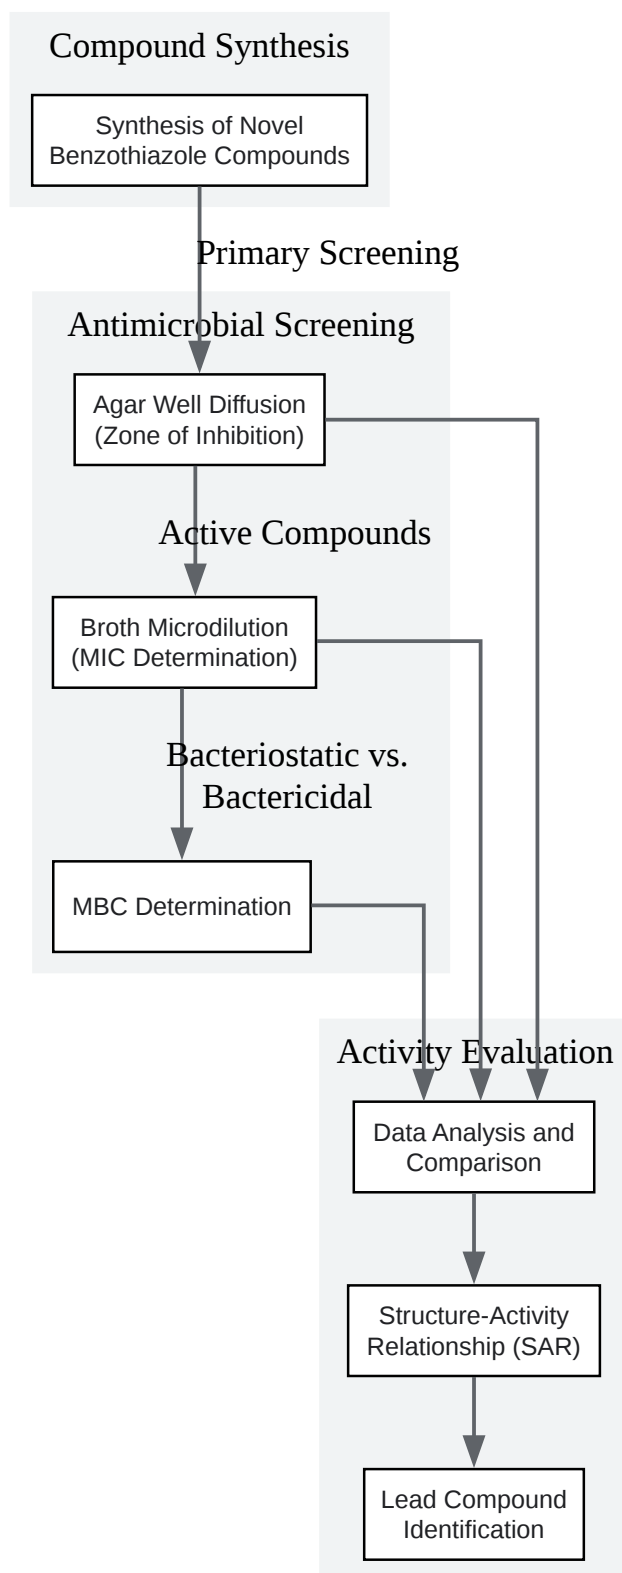 Compound Synthesis
Synthesis of Novel
Benzothiazole Compounds
Primary Screening
Antimicrobial Screening
Agar Well Diffusion
(Zone of Inhibition)
Active Compounds
Broth Microdilution
(MIC Determination)
Bacteriostatic vs.
Bactericidal
MBC Determination
Activity Evaluation
Data Analysis and
Comparison
Structure-Activity
Relationship (SAR)
Lead Compound
Identification